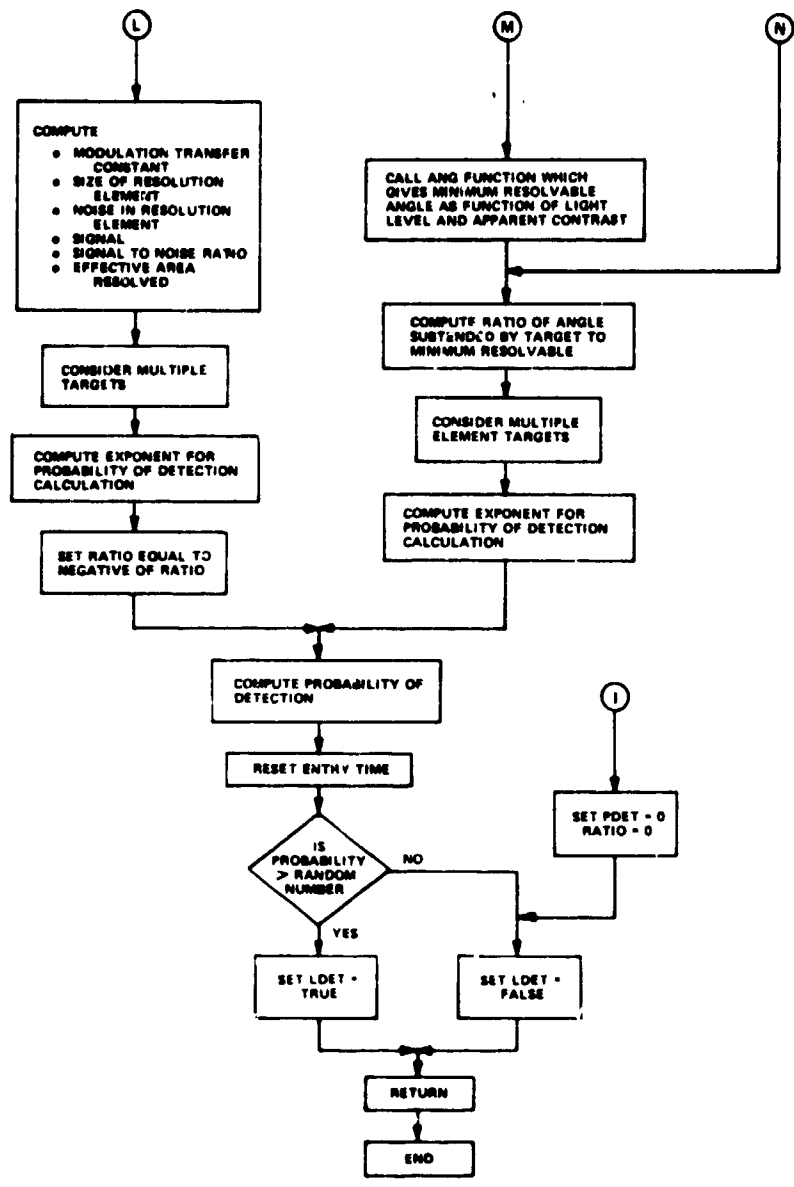 L
M
N
COMPUTE
• MODULATION TRANSFER
CONSTANT
• SIZE OF RESOLUTION
ELEMENT
• NOISE IN RESOLUTION
ELEMENT
• SIGNAL
• SIGNAL TO NOISE RATIO
• EFFECTIVE AREA
RESOLVED
CONSIDER MULTIPLE
TARGETS
COMPUTE EXPONENT FOR
PROBABILITY OF DETECTION
CALCULATION
SET RATIO EQUAL TO
NEGATIVE OF RATIO
CALL ANG FUNCTION WHICH
GIVES MINIMUM RESOLVABLE
ANGLE AS FUNCTION OF LIGHT
LEVEL AND APPARENT CONTRAST
COMPUTE RATIO OF ANGLE
SUBTENDED BY TARGET TO
MINIMUM RESOLVABLE
CONSIDER MULTIPLE
ELEMENT TARGETS
COMPUTE EXPONENT FOR
PROBABILITY OF DETECTION
CALCULATION
COMPUTE PROBABILITY OF
DETECTION
RESET ENTRY TIME
IS
PROBABILITY
> RANDOM
NUMBER
NO
YES
I
SET PDET = 0
RATIO = 0
SET LDET =
TRUE
SET LDET =
FALSE
RETURN
END